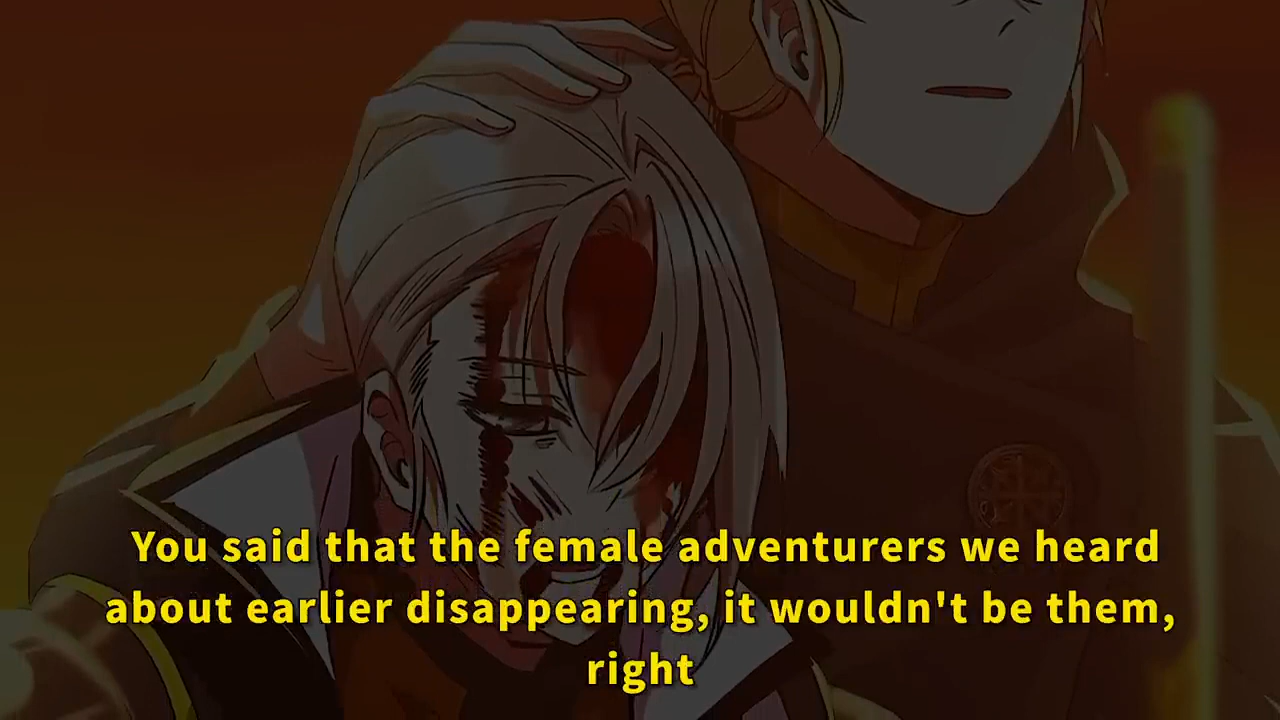 You said that the female adventurers we heard
about earlier disappearing, it wouldn't be them,
right